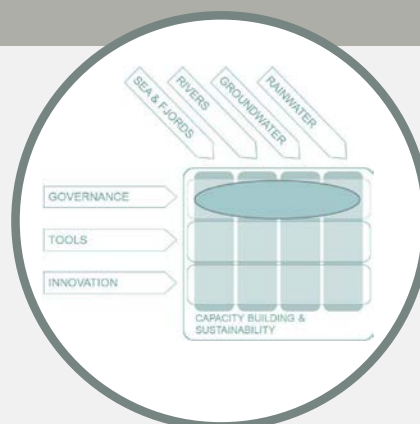 SEA & FJORDS
RIVERS
GROUNDWATER
RAINWATER
GOVERNANCE
TOOLS
INNOVATION
CAPACITY BUILDING &
SUSTAINABILITY